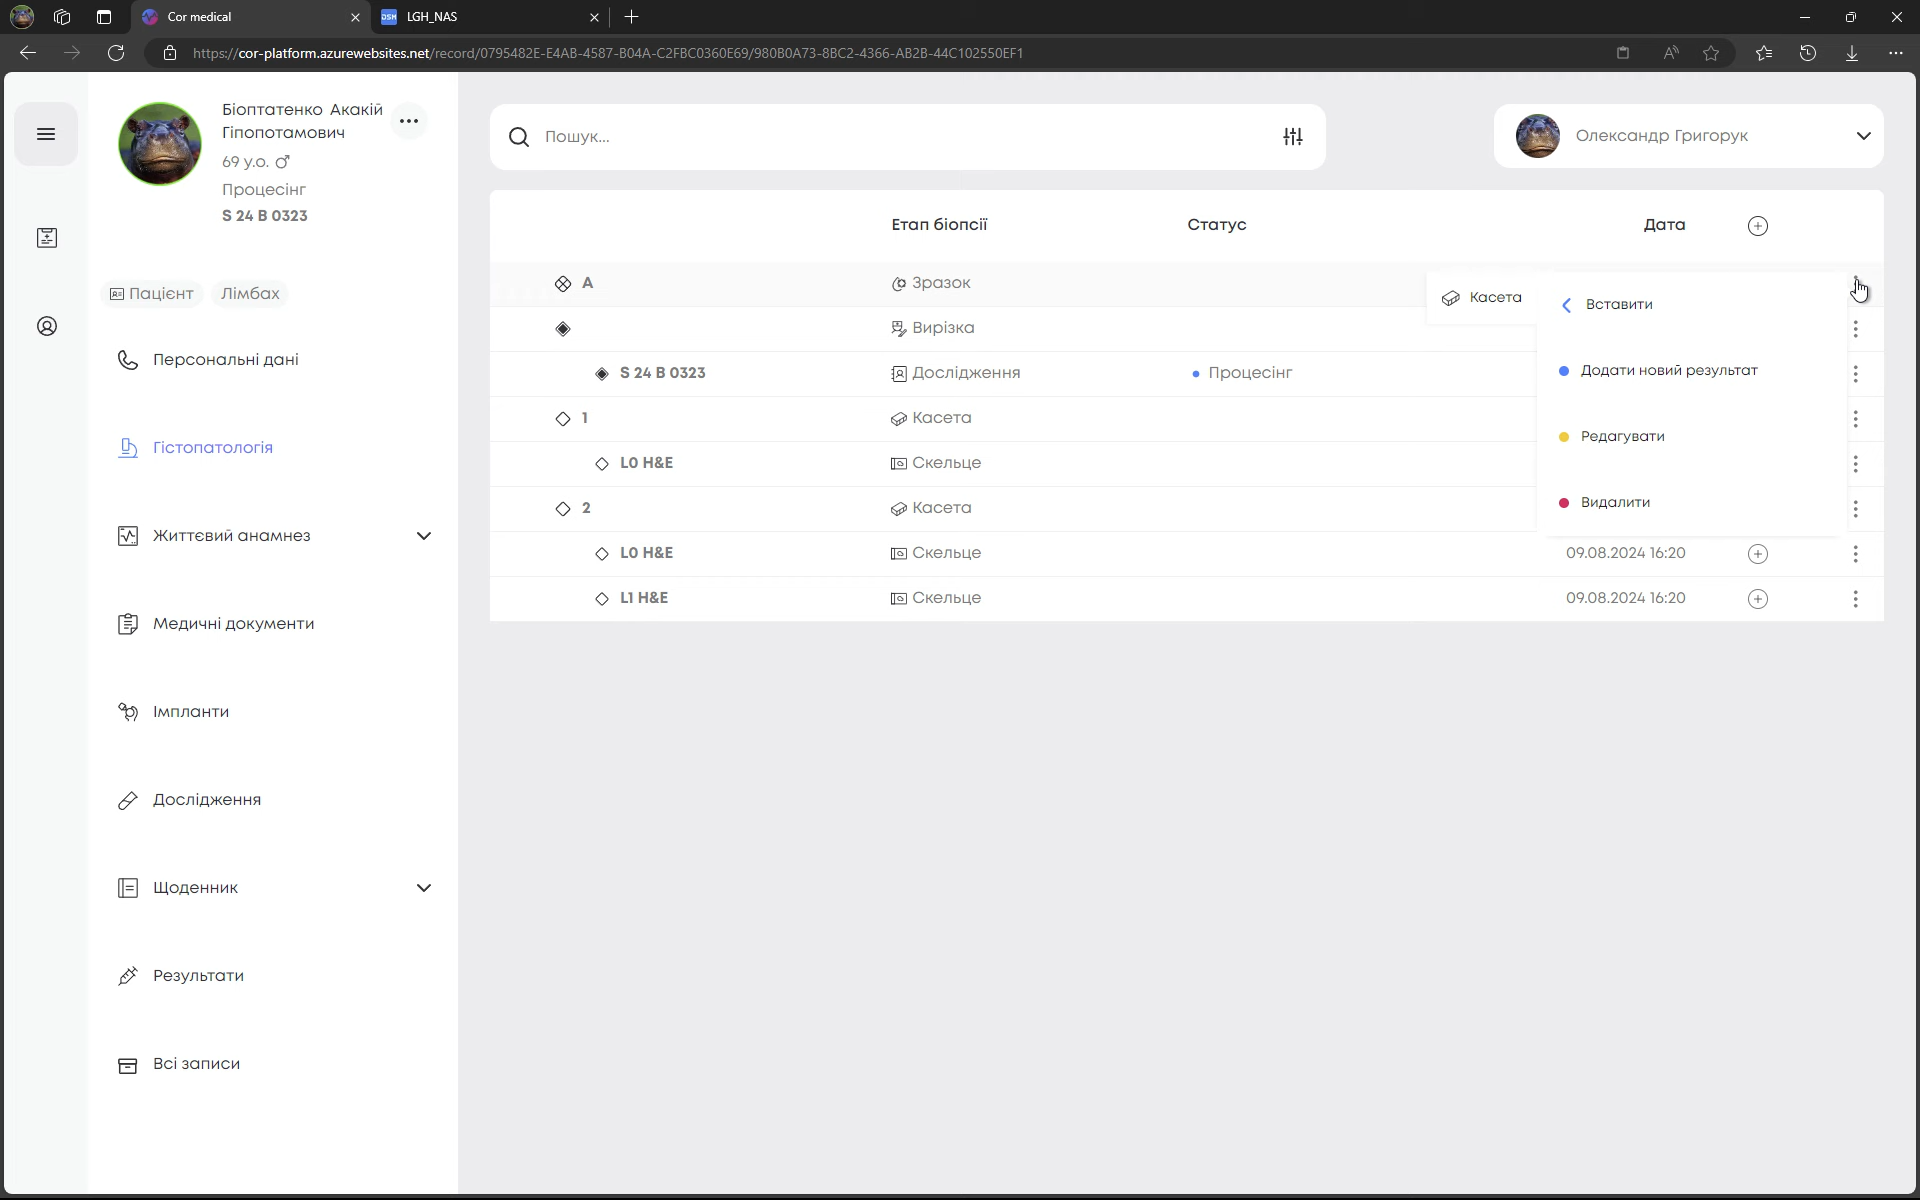 Cor medical
LGH_NAS
https://cor-platform.azurewebsites.net/record/0795482E-E4AB-4587-B04A-C2FBC0360E69/980B0A73-8BC2-4366-AB2B-44C102550EF1
Біоптатенко Акакій
Гіпопотамович
69 y.o.
Процесінг
S 24 B 0323
Пацієнт Лімбах
Персональні дані
Гістопатологія
Життєвий анамнез
Медичні документи
Імпланти
Дослідження
Щоденник
Результати
Всі записи
Пошук...
Олександр Григорук
Етап біопсії Статус Дата
A Зразок
Вирізка
S 24 B 0323 Дослідження Процесінг
1 Касета
L0 H&E Скельце
2 Касета
L0 H&E Скельце 09.08.2024 16:20
L1 H&E Скельце 09.08.2024 16:20
Касета
Вставити
Додати новий результат
Редагувати
Видалити